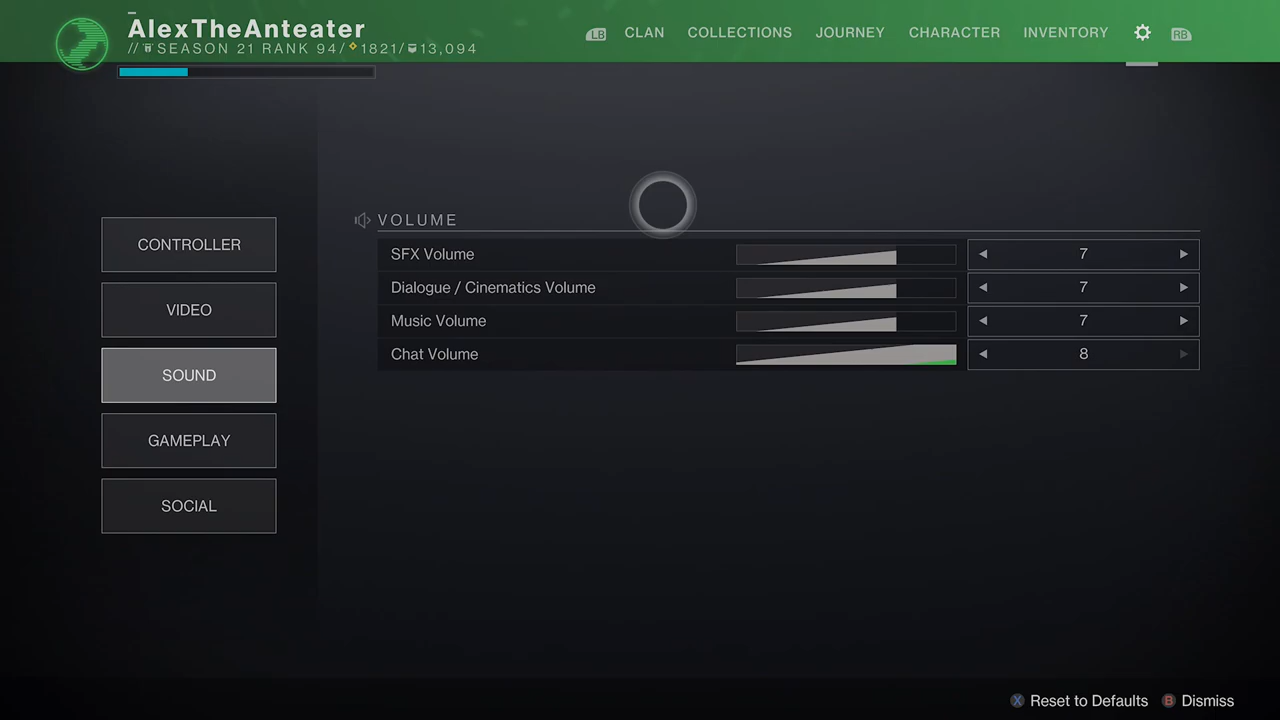 AlexTheAnteater
// SEASON 21 RANK 94/ 1821/ 13,094
LB CLAN COLLECTIONS JOURNEY CHARACTER INVENTORY RB
VOLUME
SFX Volume 7
Dialogue / Cinematics Volume 7
Music Volume 7
Chat Volume 8
CONTROLLER
VIDEO
SOUND
GAMEPLAY
SOCIAL
X Reset to Defaults B Dismiss